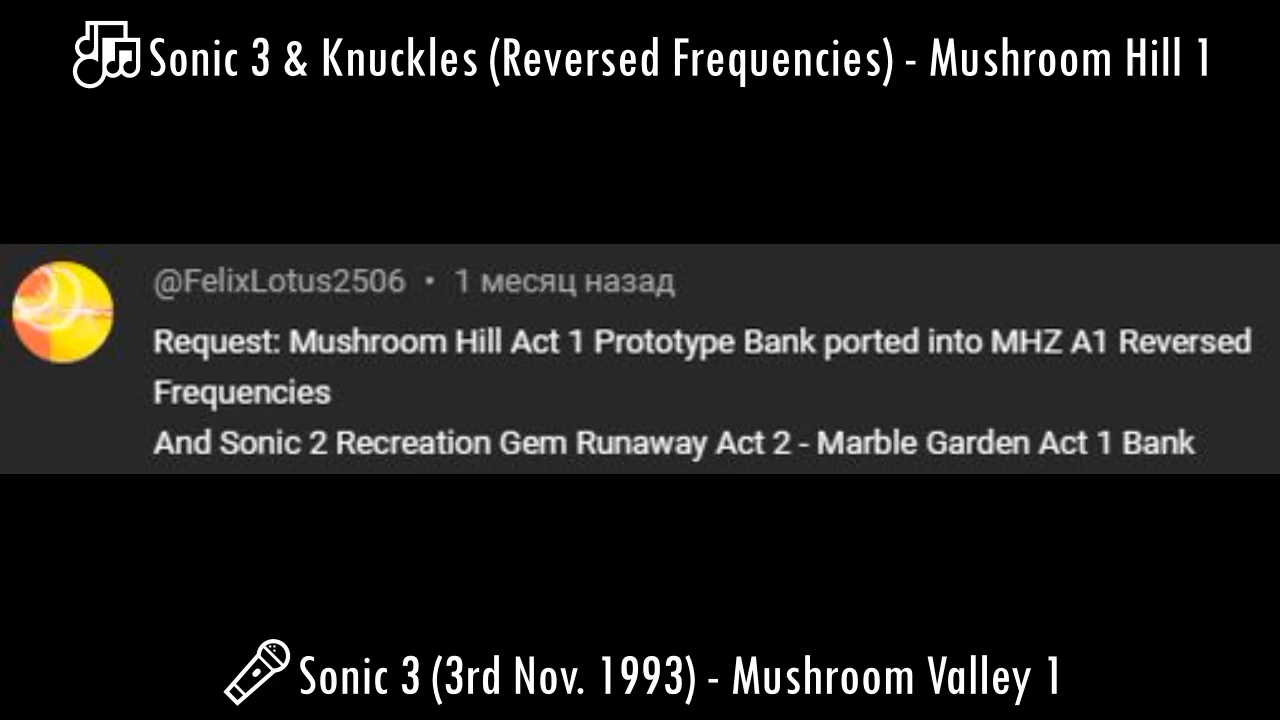 Sonic 3 & Knuckles (Reversed Frequencies) - Mushroom Hill 1
@FelixLotus2506 • 1 месяц назад
Request: Mushroom Hill Act 1 Prototype Bank ported into MHZ A1 Reversed
Frequencies
And Sonic 2 Recreation Gem Runaway Act 2 - Marble Garden Act 1 Bank
Sonic 3 (3rd Nov. 1993) - Mushroom Valley 1